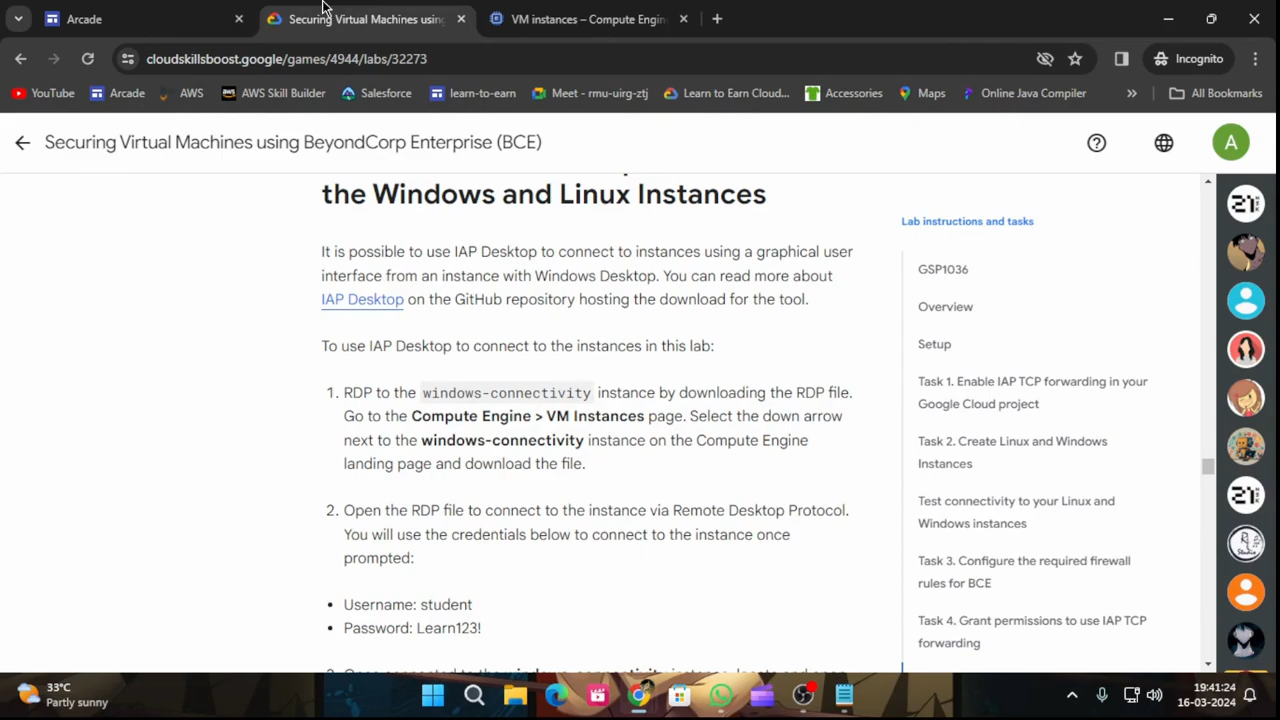 Arcade
Securing Virtual Machines using
VM instances – Compute Engin
cloudskillsboost.google/games/4944/labs/32273
Incognito
YouTube
Arcade
AWS
AWS Skill Builder
Salesforce
learn-to-earn
Meet - rmu-uirg-ztj
Learn to Earn Cloud...
Accessories
Maps
Online Java Compiler
All Bookmarks
Securing Virtual Machines using BeyondCorp Enterprise (BCE)
A
the Windows and Linux Instances
It is possible to use IAP Desktop to connect to instances using a graphical user
interface from an instance with Windows Desktop. You can read more about
IAP Desktop on the GitHub repository hosting the download for the tool.
To use IAP Desktop to connect to the instances in this lab:
1. RDP to the windows-connectivity instance by downloading the RDP file.
Go to the Compute Engine > VM Instances page. Select the down arrow
next to the windows-connectivity instance on the Compute Engine
landing page and download the file.
2. Open the RDP file to connect to the instance via Remote Desktop Protocol.
You will use the credentials below to connect to the instance once
prompted:
• Username: student
• Password: Learn123!
Lab instructions and tasks
GSP1036
Overview
Setup
Task 1. Enable IAP TCP forwarding in your
Google Cloud project
Task 2. Create Linux and Windows
Instances
Test connectivity to your Linux and
Windows instances
Task 3. Configure the required firewall
rules for BCE
Task 4. Grant permissions to use IAP TCP
forwarding
33°C
Partly sunny
19:41:24
16-03-2024